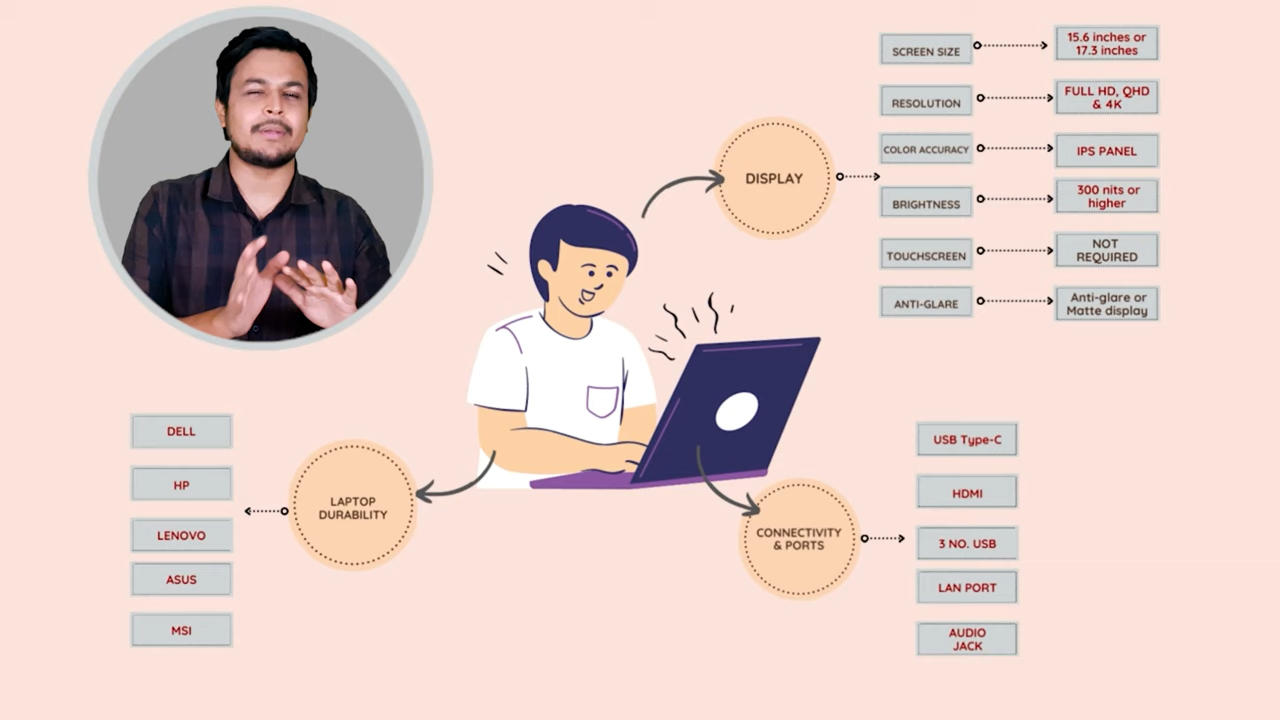 DISPLAY
SCREEN SIZE
15.6 inches or
17.3 inches
RESOLUTION
FULL HD, QHD
& 4K
COLOR ACCURACY
IPS PANEL
BRIGHTNESS
300 nits or
higher
TOUCHSCREEN
NOT
REQUIRED
ANTI-GLARE
Anti-glare or
Matte display
LAPTOP
DURABILITY
DELL
HP
LENOVO
ASUS
MSI
CONNECTIVITY
& PORTS
USB Type-C
HDMI
3 NO. USB
LAN PORT
AUDIO
JACK